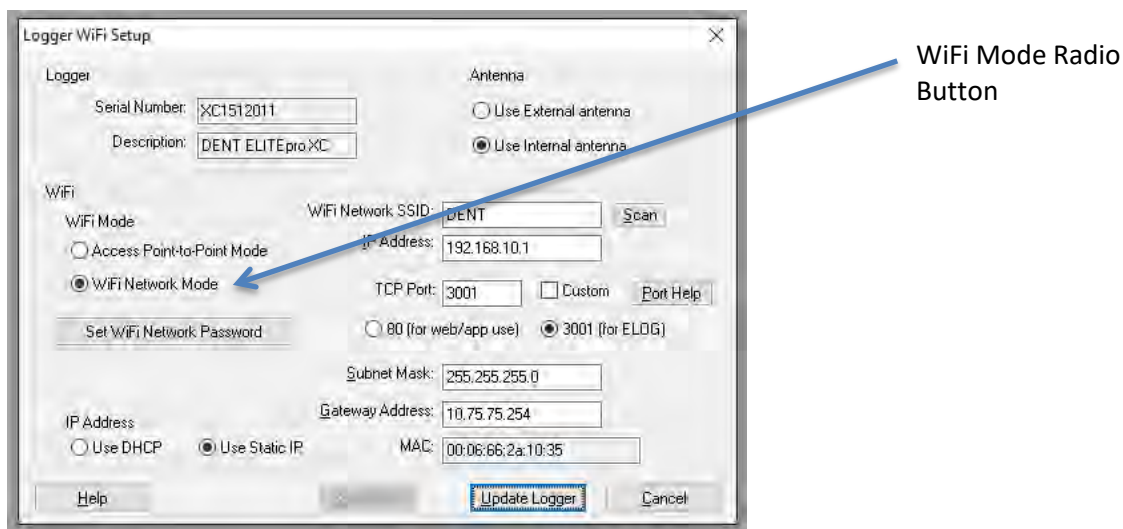 Logger WiFi Setup
WiFi Mode Radio
Button
Logger
Serial Number: XC1512011
Description: DENT ELITEpro XC
Antenna
Use External antenna
Use Internal antenna
WiFi
WiFi Mode
Access Point-to-Point Mode
WiFi Network Mode
Set WiFi Network Password
WiFi Network SSID: DENT Scan
IP Address: 192.168.10.1
TCP Port: 3001 Custom Port Help
80 (for web/app use) 3001 (for ELOG)
Subnet Mask: 255.255.255.0
Gateway Address: 10.75.75.254
MAC: 00:06:66:2a:10:35
IP Address
Use DHCP Use Static IP
Help Update Logger Cancel